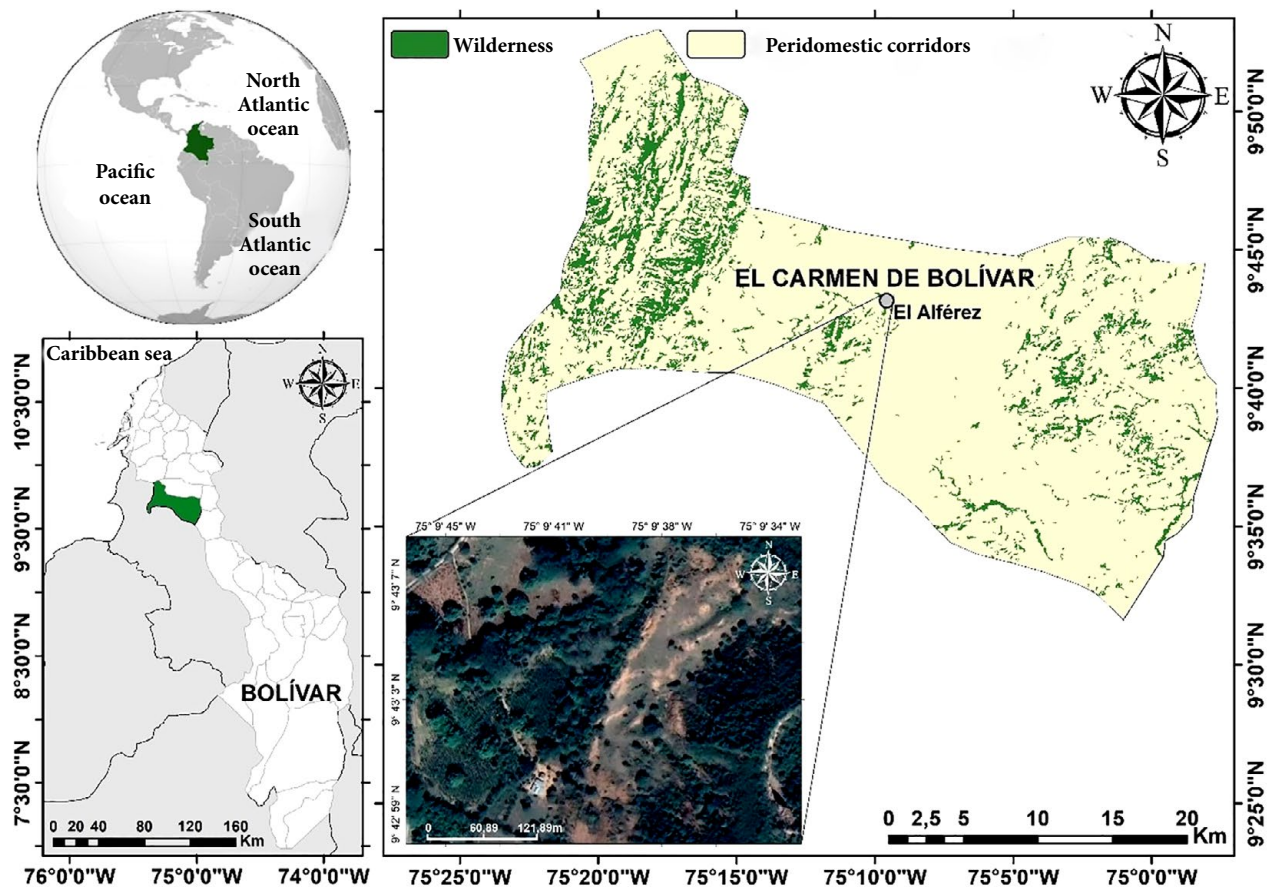 North
Atlantic
ocean
Pacific
ocean
South
Atlantic
ocean
Wilderness
Peridomestic corridors
N
W
E
S
EL CARMEN DE BOLÍVAR
El Alférez
9°50'0"N
9°45'0"N
9°40'0"N
9°35'0"N
9°30'0"N
9°25'0"N
75°25'0"W
75°20'0"W
75°15'0"W
75°10'0"W
75°5'0"W
75°0'0"W
0 2,5 5 10 15 20
Km
Caribbean sea
N
W
E
S
BOLÍVAR
10°30'0"N
9°30'0"N
8°30'0"N
7°30'0"N
0 20 40 80 120 160
Km
76°0'0"W
75°0'0"W
74°0'0"W
75° 9' 45" W
75° 9' 41" W
75° 9' 38" W
75° 9' 34" W
9° 43' 7" N
9° 43' 3" N
9° 42' 59" N
N
W
E
S
0 60,89 121,89m